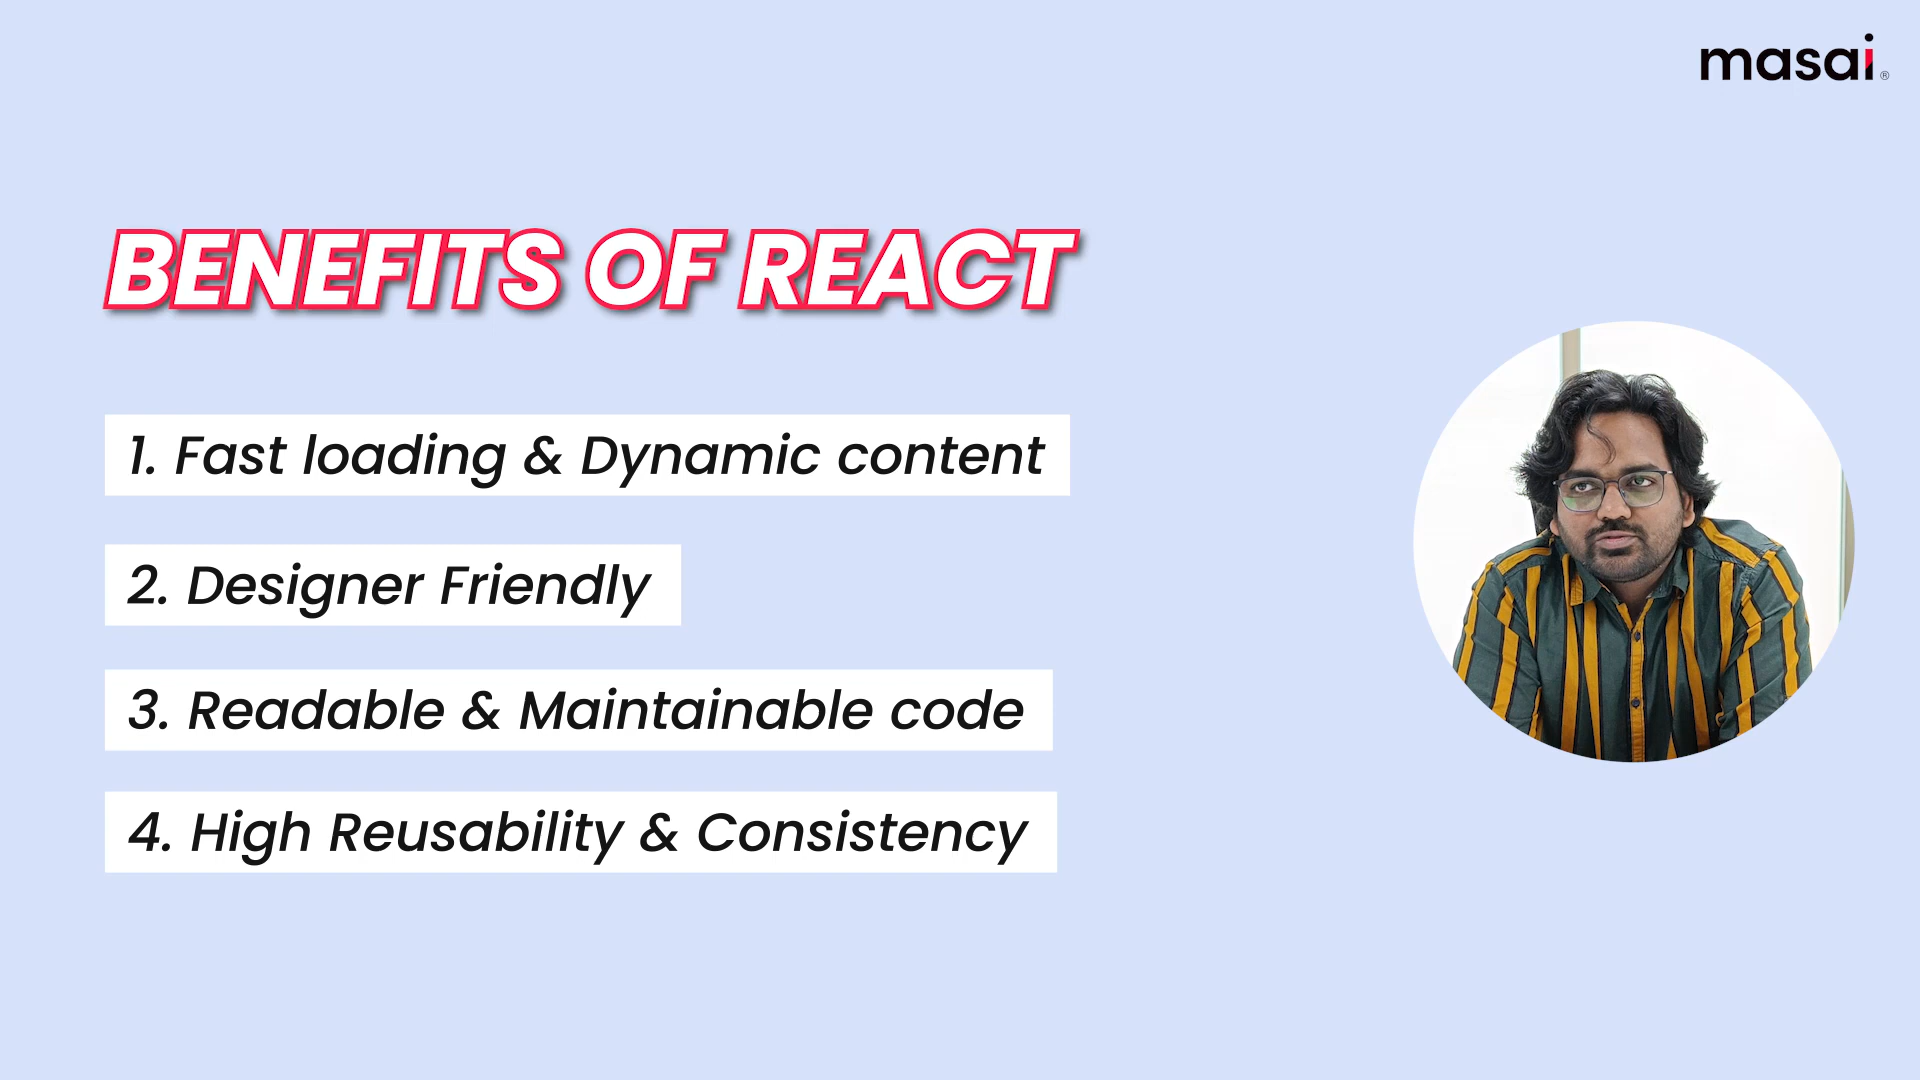 masai®
BENEFITS OF REACT
1. Fast loading & Dynamic content
2. Designer Friendly
3. Readable & Maintainable code
4. High Reusability & Consistency